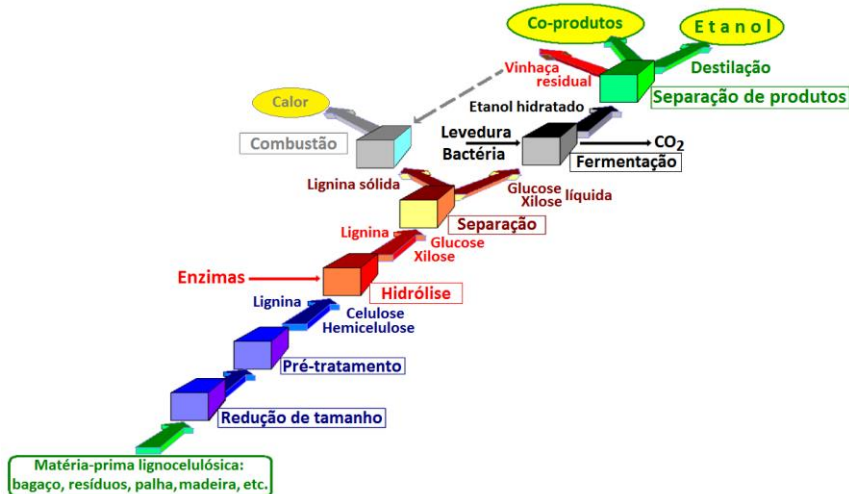 Co-produtos
Etanol
Vinhaça
residual
Destilação
Separação de produtos
Calor
Etanol hidratado
Combustão
Levedura
Bactéria
CO2
Fermentação
Lignina sólida
Glucose
Xilose líquida
Separação
Lignina
Glucose
Xilose
Enzimas
Hidrólise
Lignina
Celulose
Hemicelulose
Pré-tratamento
Redução de tamanho
Matéria-prima lignocelulósica:
bagaço, resíduos, palha, madeira, etc.